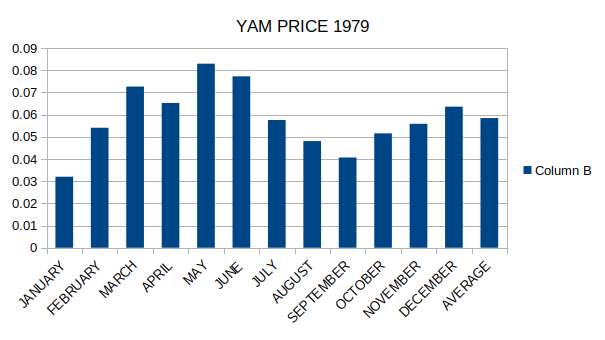 YAM PRICE 1979
0.09
0.08
0.07
0.06
0.05
0.04
0.03
0.02
0.01
0
Column B
JANUARY
FEBRUARY
MARCH
APRIL
MAY
JUNE
JULY
AUGUST
SEPTEMBER
OCTOBER
NOVEMBER
DECEMBER
AVERAGE